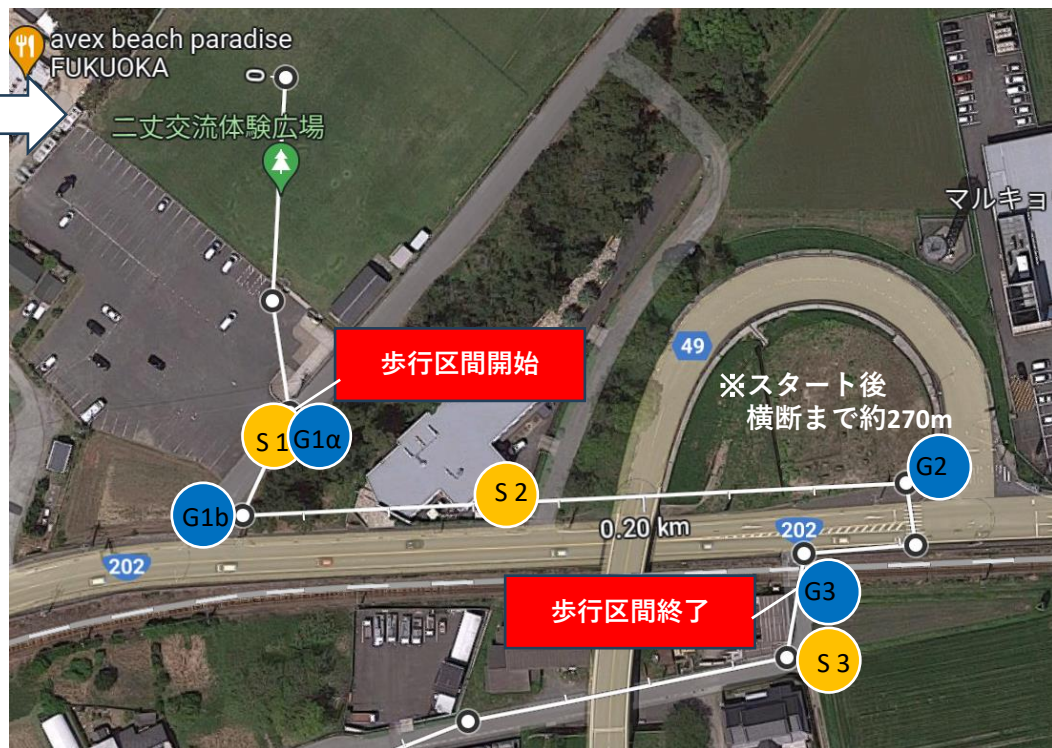 avex beach paradise
FUKUOKA
0
二丈交流体験広場
マルキョ
49
歩行区間開始
※スタート後
横断まで約270m
S 1
G1α
G2
S 2
G1b
0.20 km
202
202
歩行区間終了
G3
S 3